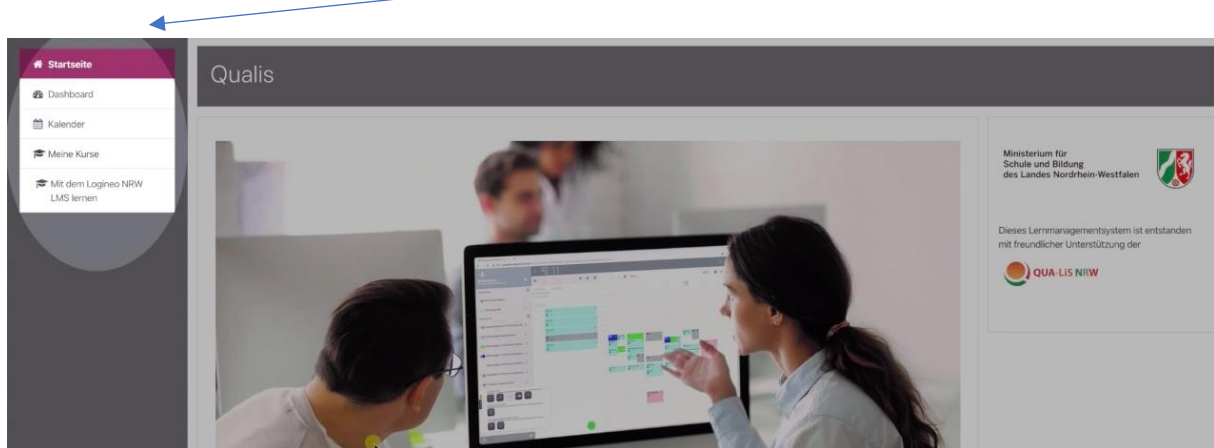 Startseite
Dashboard
Kalender
Meine Kurse
Mit dem Logineo NRW
LMS lernen
Qualis
Ministerium für
Schule und Bildung
des Landes Nordrhein-Westfalen
Dieses Lernmanagementsystem ist entstanden
mit freundlicher Unterstützung der
QUA-LiS NRW